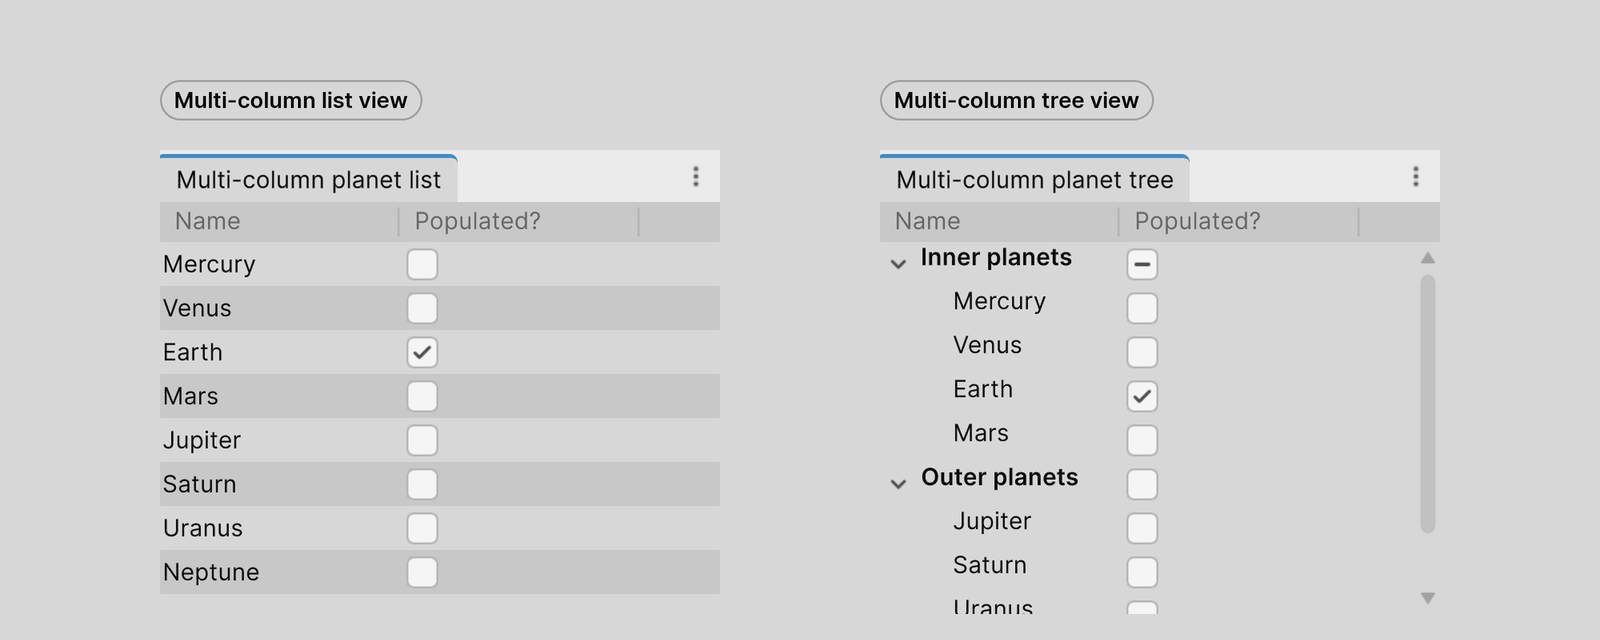 Multi-column list view
Multi-column planet list
Name Populated?
Mercury
Venus
Earth
Mars
Jupiter
Saturn
Uranus
Neptune
Multi-column tree view
Multi-column planet tree
Name Populated?
Inner planets
Mercury
Venus
Earth
Mars
Outer planets
Jupiter
Saturn
Uranus